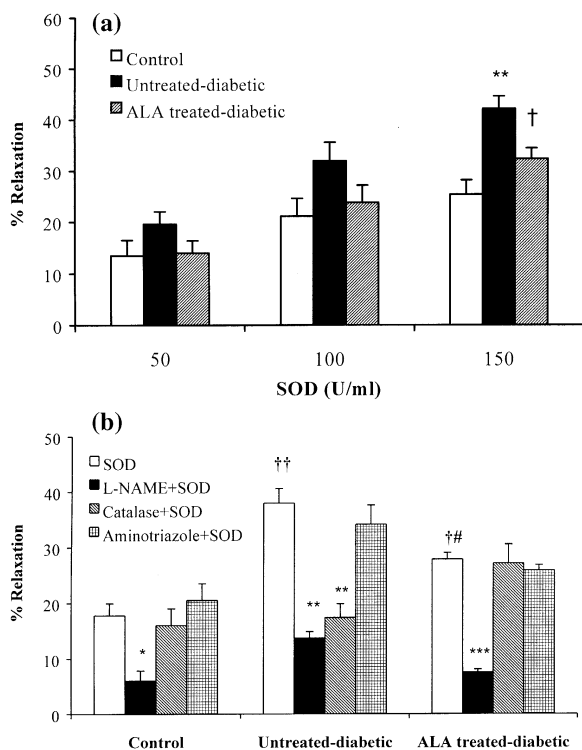 (a)
60
50
40
30
20
10
0
% Relaxation
Control
Untreated-diabetic
ALA treated-diabetic
**
†
50 100 150
SOD (U/ml)
(b)
50
40
30
20
10
0
% Relaxation
SOD
L-NAME+SOD
Catalase+SOD
Aminotriazole+SOD
††
†#
** **
* ***
Control Untreated-diabetic ALA treated-diabetic